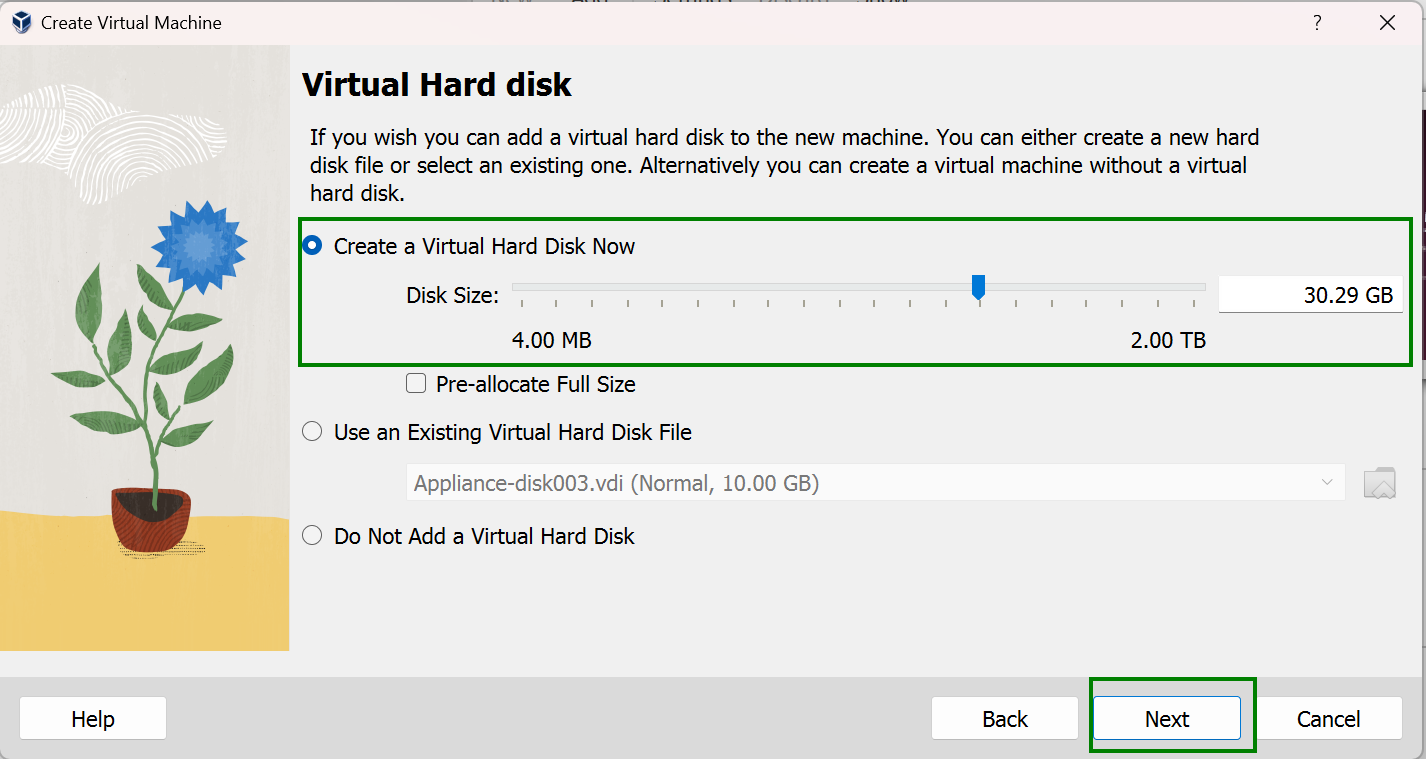 Create Virtual Machine
?
Virtual Hard disk
If you wish you can add a virtual hard disk to the new machine. You can either create a new hard
disk file or select an existing one. Alternatively you can create a virtual machine without a virtual
hard disk.
Create a Virtual Hard Disk Now
Disk Size:
30.29 GB
4.00 MB
2.00 TB
Pre-allocate Full Size
Use an Existing Virtual Hard Disk File
Appliance-disk003.vdi (Normal, 10.00 GB)
Do Not Add a Virtual Hard Disk
Help
Back
Next
Cancel